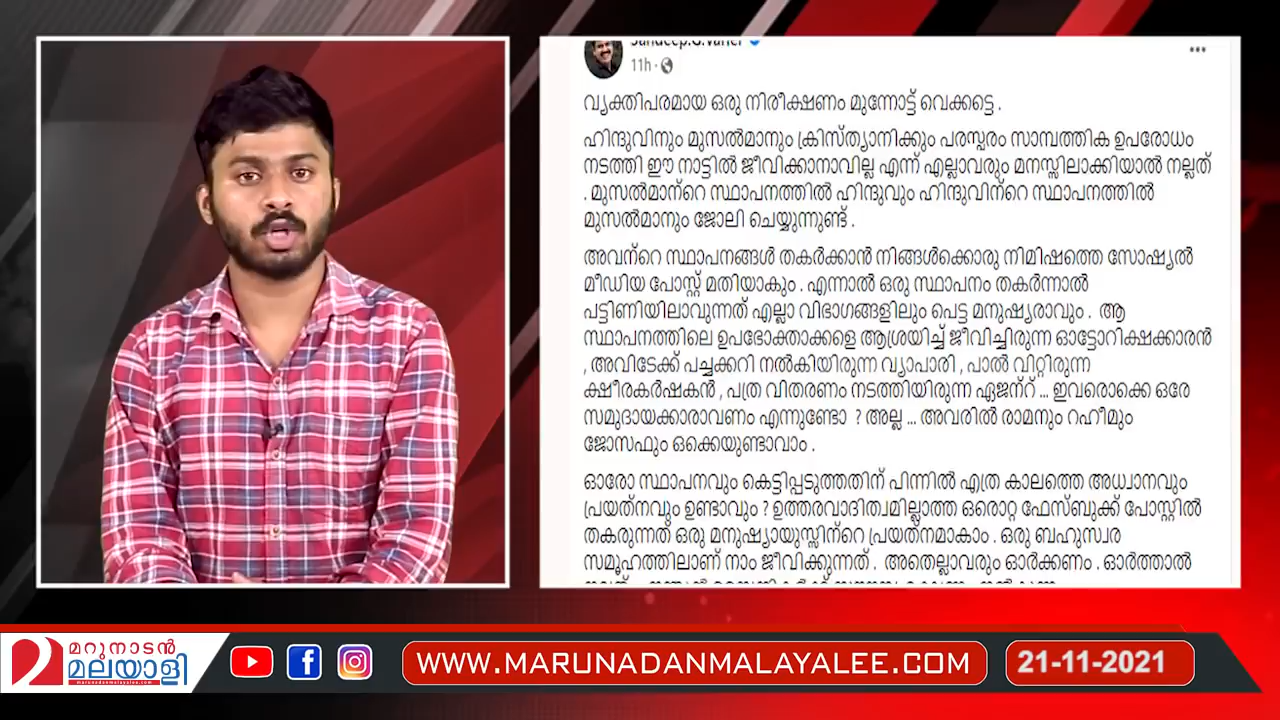 11h ·
വ്യക്തിപരമായ ഒരു നിരീക്ഷണം മുന്നോട്ട് വെക്കട്ടെ .
ഹിന്ദുവിനും മുസൽമാനും ക്രിസ്ത്യാനിക്കും പരസ്പരം സാമ്പത്തിക ഉപരോധം
നടത്തി ഈ നാട്ടിൽ ജീവിക്കാനാവില്ല എന്ന് എല്ലാവരും മനസ്സിലാക്കിയാൽ നല്ലത്
. മുസൽമാന്റെ സ്ഥാപനത്തിൽ ഹിന്ദുവും ഹിന്ദുവിന്റെ സ്ഥാപനത്തിൽ
മുസൽമാനും ജോലി ചെയ്യുന്നുണ്ട് .
അവന്റെ സ്ഥാപനങ്ങൾ തകർക്കാൻ നിങ്ങൾക്കൊരു നിമിഷത്തെ സോഷ്യൽ
മീഡിയ പോസ്റ്റ് മതിയാകും . എന്നാൽ ഒരു സ്ഥാപനം തകർന്നാൽ
പട്ടിണിയിലാവുന്നത് എല്ലാ വിഭാഗങ്ങളിലും പെട്ട മനുഷ്യരാവും . ആ
സ്ഥാപനത്തിലെ ഉപഭോക്താക്കളെ ആശ്രയിച്ച് ജീവിച്ചിരുന്ന ഓട്ടോറിക്ഷക്കാരൻ
, അവിടേക്ക് പച്ചക്കറി നൽകിയിരുന്ന വ്യാപാരി , പാൽ വിറ്റിരുന്ന
ക്ഷീരകർഷകൻ , പത്ര വിതരണം നടത്തിയിരുന്ന ഏജന്റ് ... ഇവരൊക്കെ ഒരേ
സമുദായക്കാരാവണം എന്നുണ്ടോ ? അല്ല ... അവരിൽ രാമനും റഹീമും
ജോസഫും ഒക്കെയുണ്ടാവാം .
ഓരോ സ്ഥാപനവും കെട്ടിപ്പടുത്തതിന് പിന്നിൽ എത്ര കാലത്തെ അധ്വാനവും
പ്രയത്നവും ഉണ്ടാവും ? ഉത്തരവാദിത്വമില്ലാത്ത ഒരൊറ്റ ഫേസ്ബുക്ക് പോസ്റ്റിൽ
തകരുന്നത് ഒരു മനുഷ്യായുസ്സിന്റെ പ്രയത്നമാകാം . ഒരു ബഹുസ്വര
സമൂഹത്തിലാണ് നാം ജീവിക്കുന്നത് . അതെല്ലാവരും ഓർക്കണം . ഓർത്താൽ
മറുനാടൻ
മലയാളി
marunadanmalayalee.com
WWW.MARUNADANMALAYALEE.COM
21-11-2021